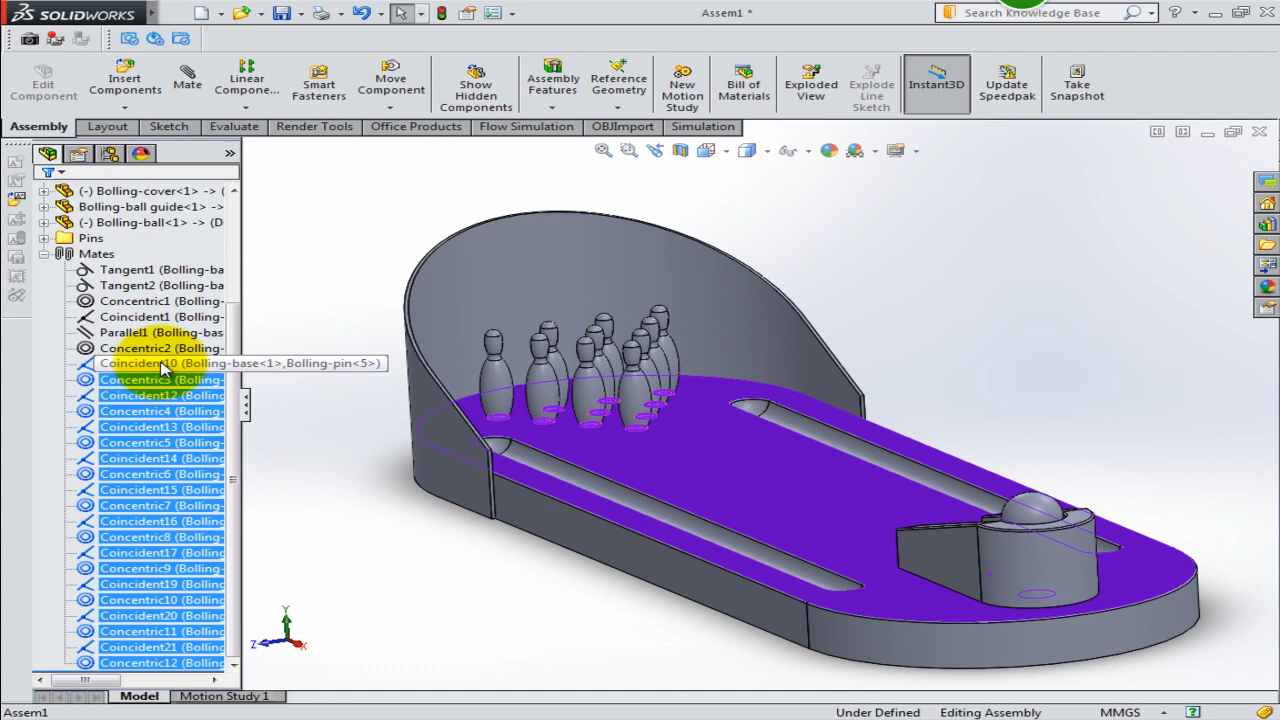 SOLIDWORKS
Assem1 *
Search Knowledge Base
Edit Component
Insert Components
Mate
Linear Compone...
Smart Fasteners
Move Component
Show Hidden Components
Assembly Features
Reference Geometry
New Motion Study
Bill of Materials
Exploded View
Explode Line Sketch
Instant3D
Update Speedpak
Take Snapshot
Assembly Layout Sketch Evaluate Render Tools Office Products Flow Simulation OBJImport Simulation
(-) Bolling-cover<1> -> (
Bolling-ball guide<1> ->
(-) Bolling-ball<1> -> (D
Pins
Mates
Tangent1 (Bolling-ba
Tangent2 (Bolling-ba
Concentric1 (Bolling-
Coincident1 (Bolling-
Parallel1 (Bolling-bas
Concentric2 (Bolling-
Coincident10 (Bolling-base<1>,Bolling-pin<5>)
Concentric3 (Bolling-
Coincident12 (Bolling
Concentric4 (Bolling-
Coincident13 (Bolling
Concentric5 (Bolling-
Coincident14 (Bolling
Concentric6 (Bolling-
Coincident15 (Bolling
Concentric7 (Bolling-
Coincident16 (Bolling
Concentric8 (Bolling-
Coincident17 (Bolling
Concentric9 (Bolling-
Coincident19 (Bolling
Concentric10 (Bolling
Coincident20 (Bolling
Concentric11 (Bolling
Coincident21 (Bolling
Concentric12 (Bolling
Y
Z
X
Model Motion Study 1
Assem1
Under Defined Editing Assembly MMGS